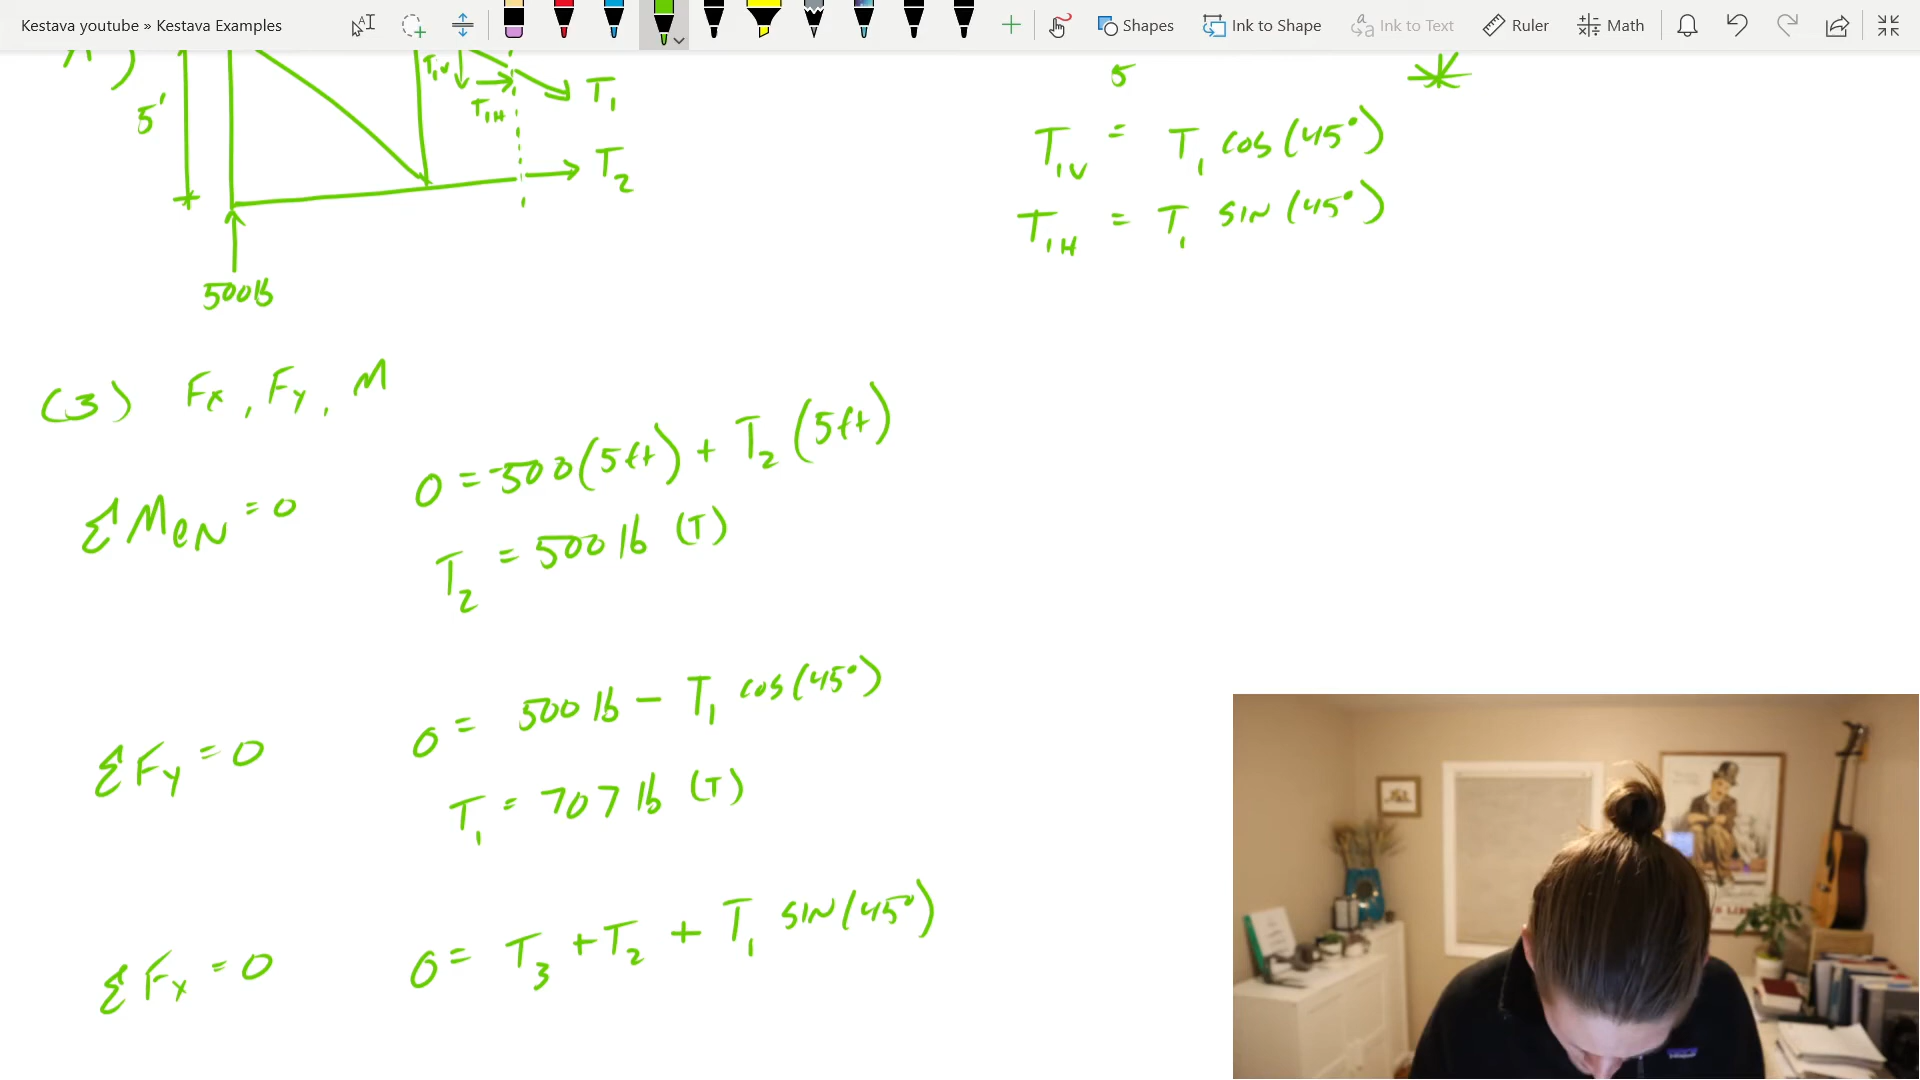 Kestava youtube » Kestava Examples
Shapes
Ink to Shape
Ink to Text
Ruler
Math
5'
T1V
T1H
T1
T2
500lb
5
T1V = T1 cos(45°)
T1H = T1 sin(45°)
(3) Fx, Fy, M
ΣM@N = 0
0 = -500(5ft) + T2(5ft)
T2 = 500 lb (T)
ΣFy = 0
0 = 500 lb - T1 cos(45°)
T1 = 707 lb (T)
ΣFx = 0
0 = T3 + T2 + T1 sin(45°)